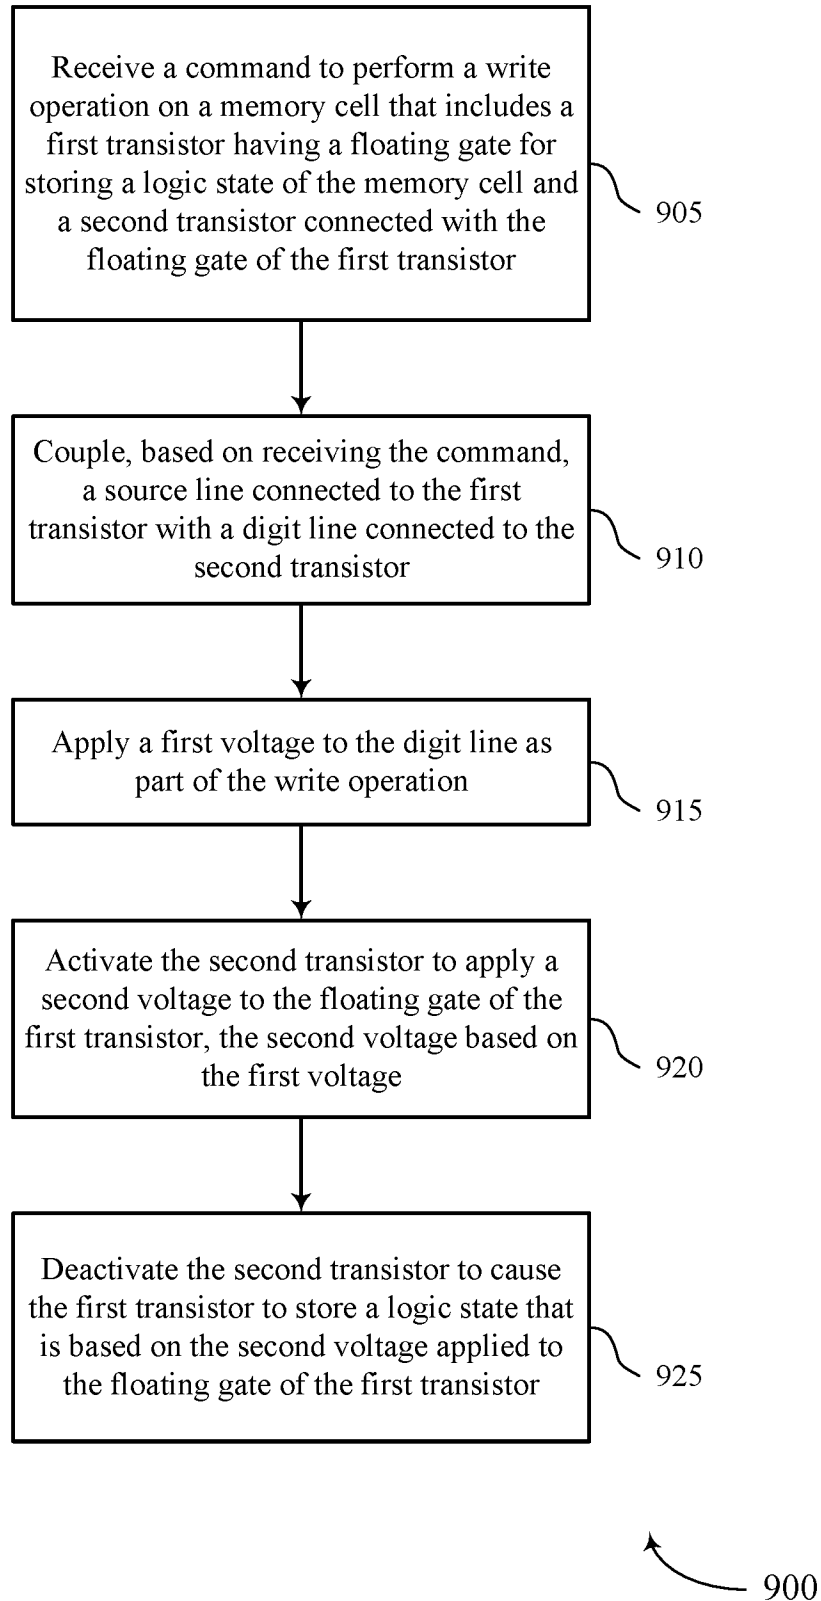 Receive a command to perform a write
operation on a memory cell that includes a
first transistor having a floating gate for
storing a logic state of the memory cell and
a second transistor connected with the
floating gate of the first transistor
905
Couple, based on receiving the command,
a source line connected to the first
transistor with a digit line connected to the
second transistor
910
Apply a first voltage to the digit line as
part of the write operation
915
Activate the second transistor to apply a
second voltage to the floating gate of the
first transistor, the second voltage based on
the first voltage
920
Deactivate the second transistor to cause
the first transistor to store a logic state that
is based on the second voltage applied to
the floating gate of the first transistor
925
900